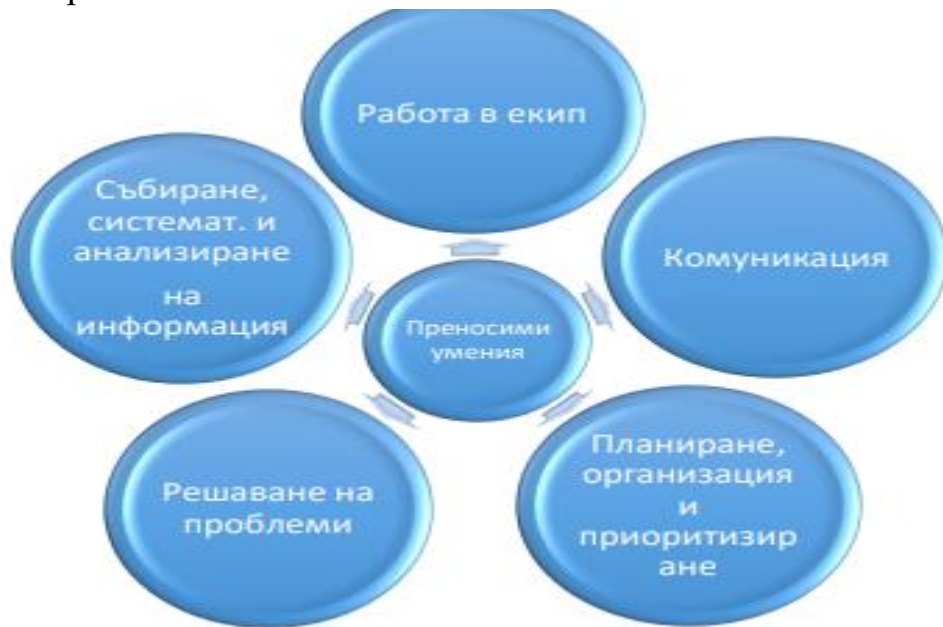 Работа в екип
Събиране,
системат. и
анализиране
на
информация
Комуникация
Преносими
умения
Решаване на
проблеми
Планиране,
организация
и
приоритизир
ане